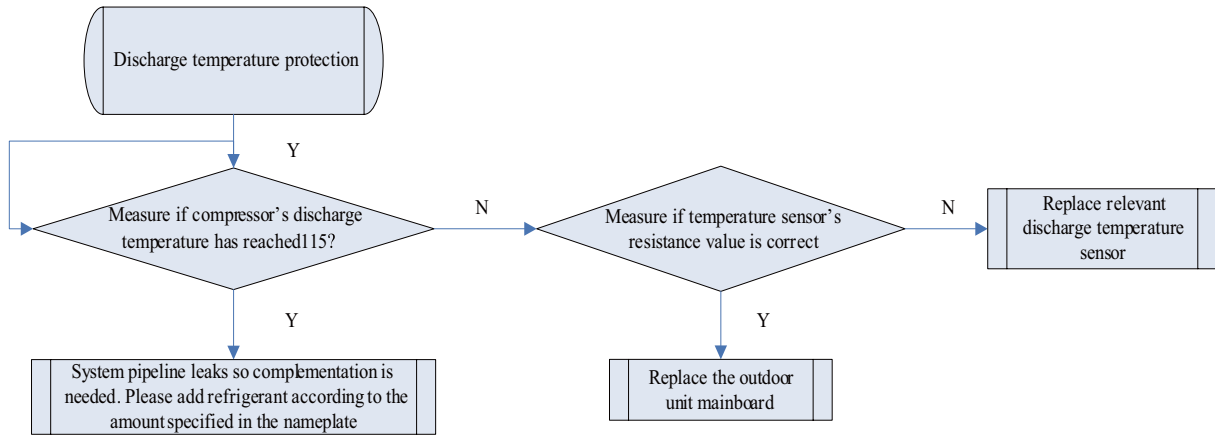 Discharge temperature protection
Y
Measure if compressor's discharge
temperature has reached115?
N
Measure if temperature sensor's
resistance value is correct
N
Replace relevant
discharge temperature
sensor
Y
Y
System pipeline leaks so complementation is
needed. Please add refrigerant according to the
amount specified in the nameplate
Replace the outdoor
unit mainboard